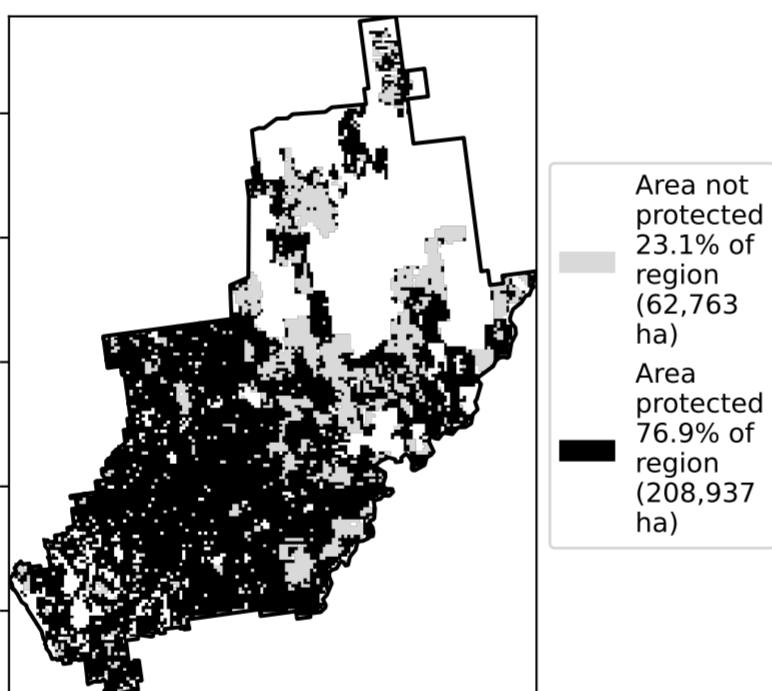 Area not
protected
23.1% of
region
(62,763
ha)
Area
protected
76.9% of
region
(208,937
ha)